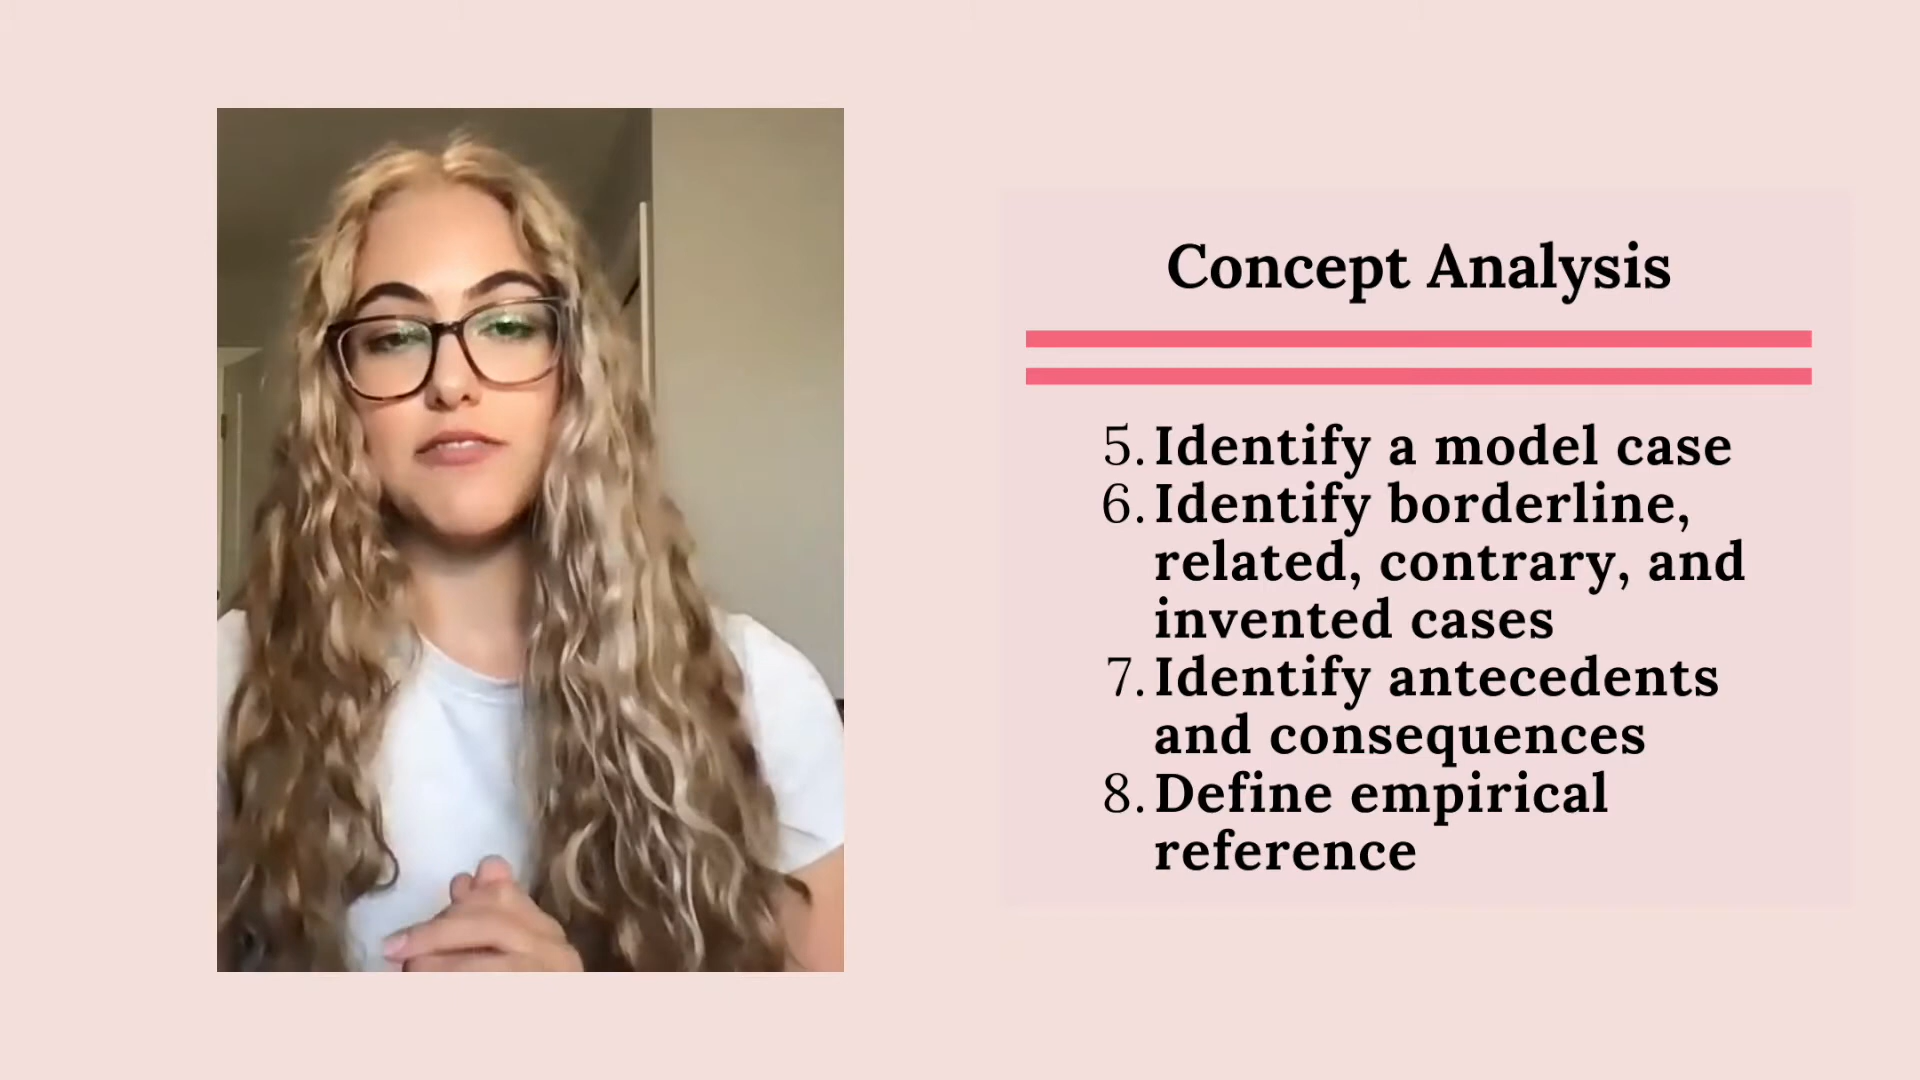 Concept Analysis
5. Identify a model case
6. Identify borderline,
related, contrary, and
invented cases
7. Identify antecedents
and consequences
8. Define empirical
reference